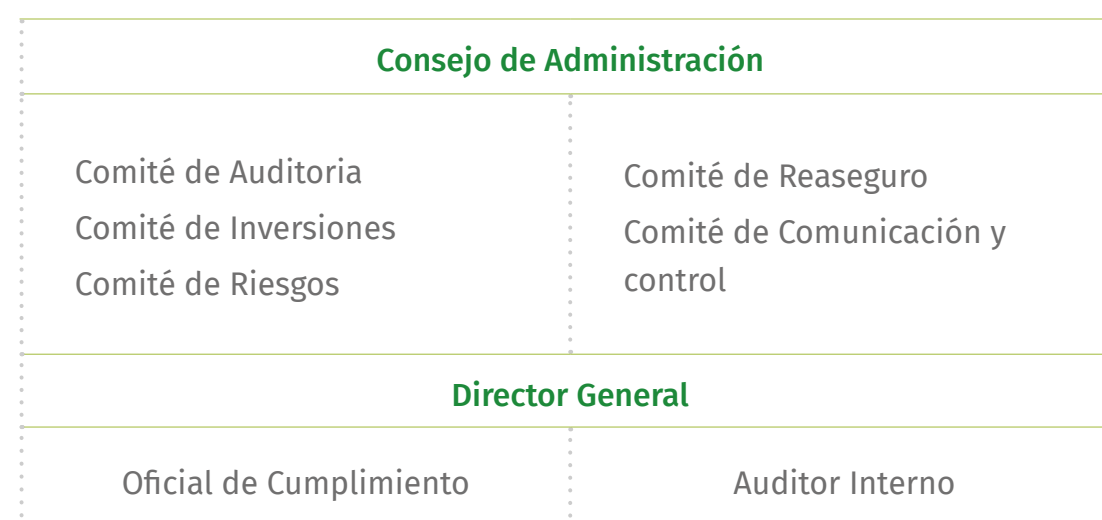 Consejo de Administración
Comité de Auditoria
Comité de Inversiones
Comité de Riesgos
Comité de Reaseguro
Comité de Comunicación y
control
Director General
Oficial de Cumplimiento
Auditor Interno